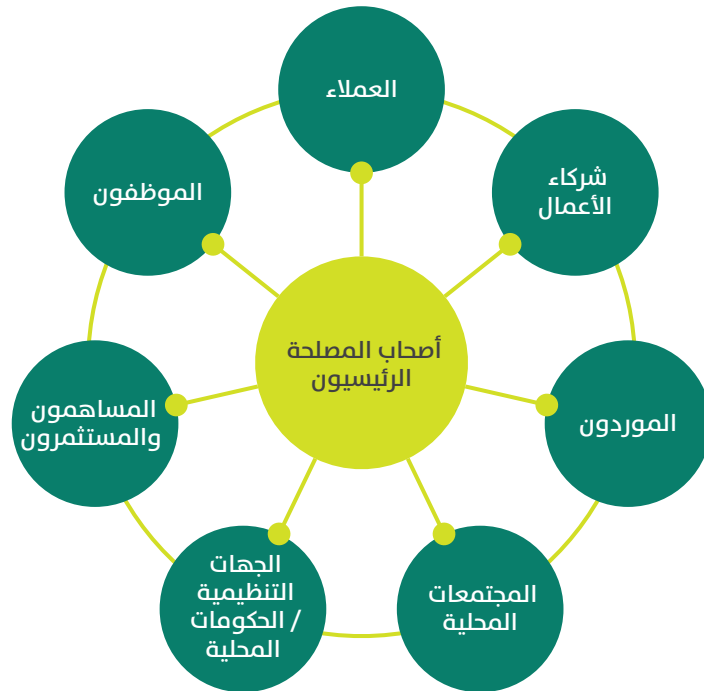 العملاء
شركاء
الأعمال
الموظفون
أصحاب المصلحة
الرئيسيون
المساهمون
والمستثمرون
الموردون
الجهات
التنظيمية
/ الحكومات
المحلية
المجتمعات
المحلية